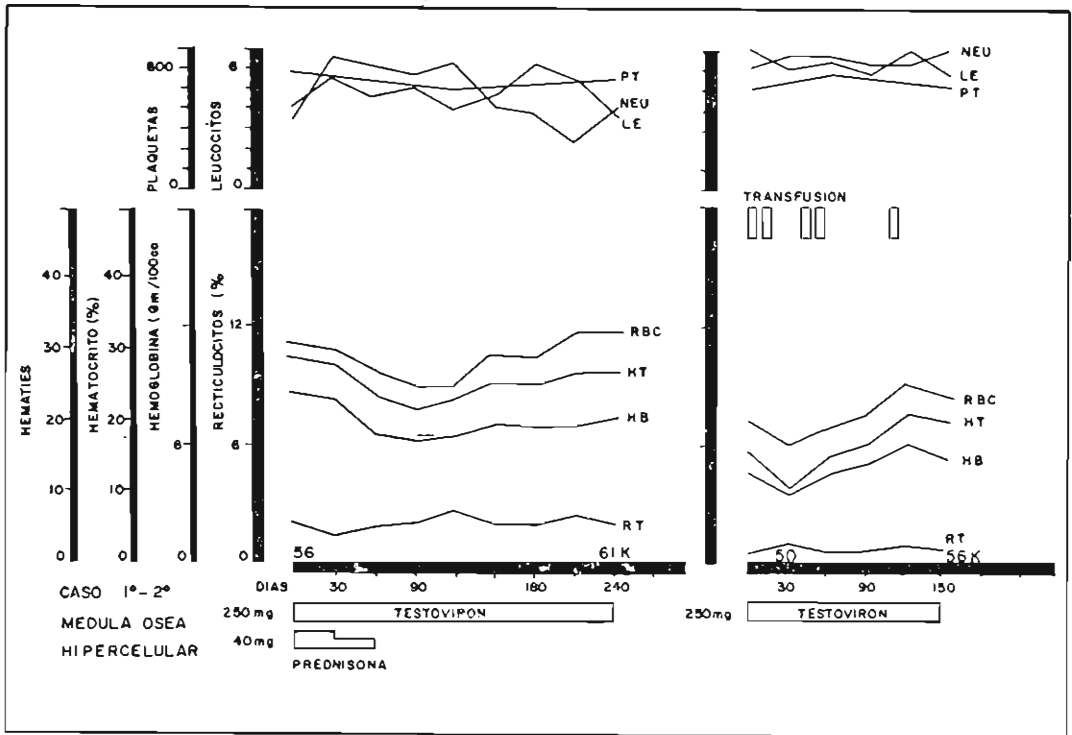 PLAQUETAS
600
0
LEUCOCITOS
6
0
PT
NEU
LE
NEU
LE
PT
TRANSFUSION
HEMATIES
40
30
20
10
0
HEMATOCRITO (%)
40
30
20
10
0
HEMOGLOBINA (Gm/100cc
6
RECTICULOCITOS (%
12
6
0
RBC
HT
HB
RT
56
61K
RBC
HT
HB
RT
50
56K
DIAS
30
90
180
240
30
90
150
CASO 1º-2º
MEDULA OSEA
HIPERCELULAR
250mg
TESTOVIPON
40mg
PREDNISONA
250mg
TESTOVIRON